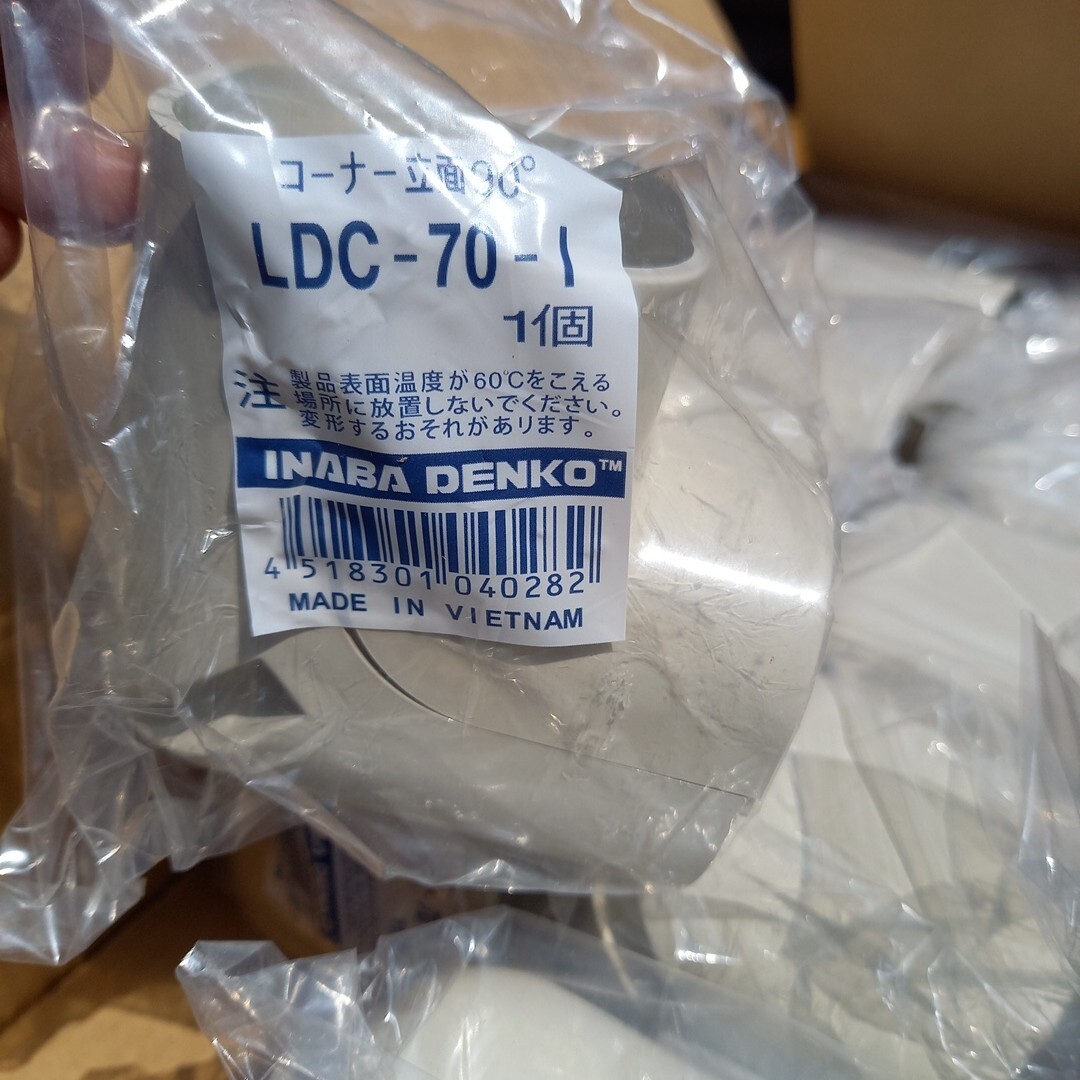 コーナー立面90°
LDC-70-I
1個
注 製品表面温度が60℃をこえる
場所に放置しないでください。
変形するおそれがあります。
INABA DENKO™
4 518301 040282
MADE IN VIETNAM